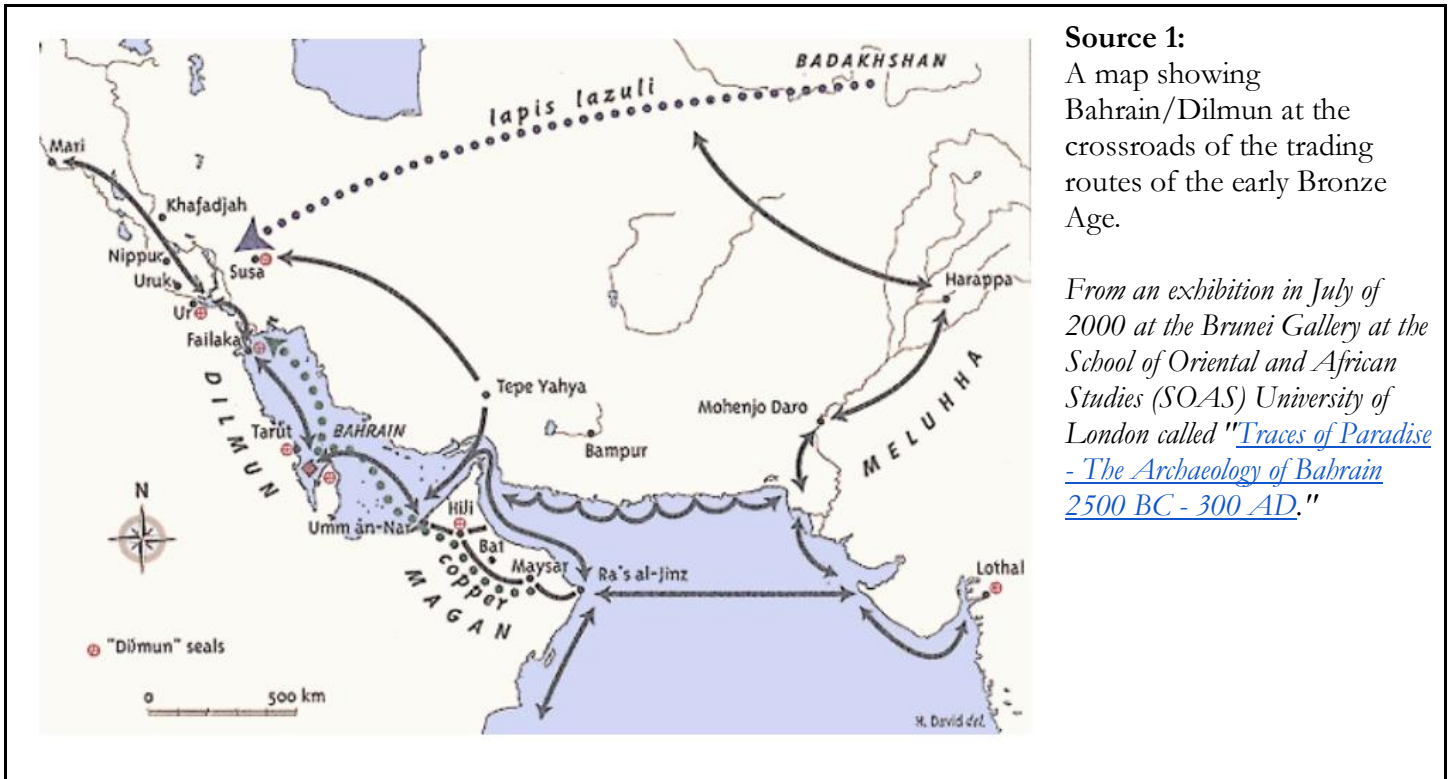 BADAKHSHAN
lapis lazuli
Mari
Khafadjah
Nippur
Susa
Uruk
Harappa
Ur
Failaka
Tepe Yahya
Mohenjo Daro
MELUHHA
DILMUN
Tarût
BAHRAIN
Bampur
N
Umm an-Nar
Hili
Bat
copper
Maysar
Ra's al-Jinz
Lothal
MAGAN
"Dilmun" seals
0 500 km
H. David del.
Source 1:
A map showing
Bahrain/Dilmun at the
crossroads of the trading
routes of the early Bronze
Age.
From an exhibition in July of
2000 at the Brunei Gallery at the
School of Oriental and African
Studies (SOAS) University of
London called "Traces of Paradise
- The Archaeology of Bahrain
2500 BC - 300 AD."